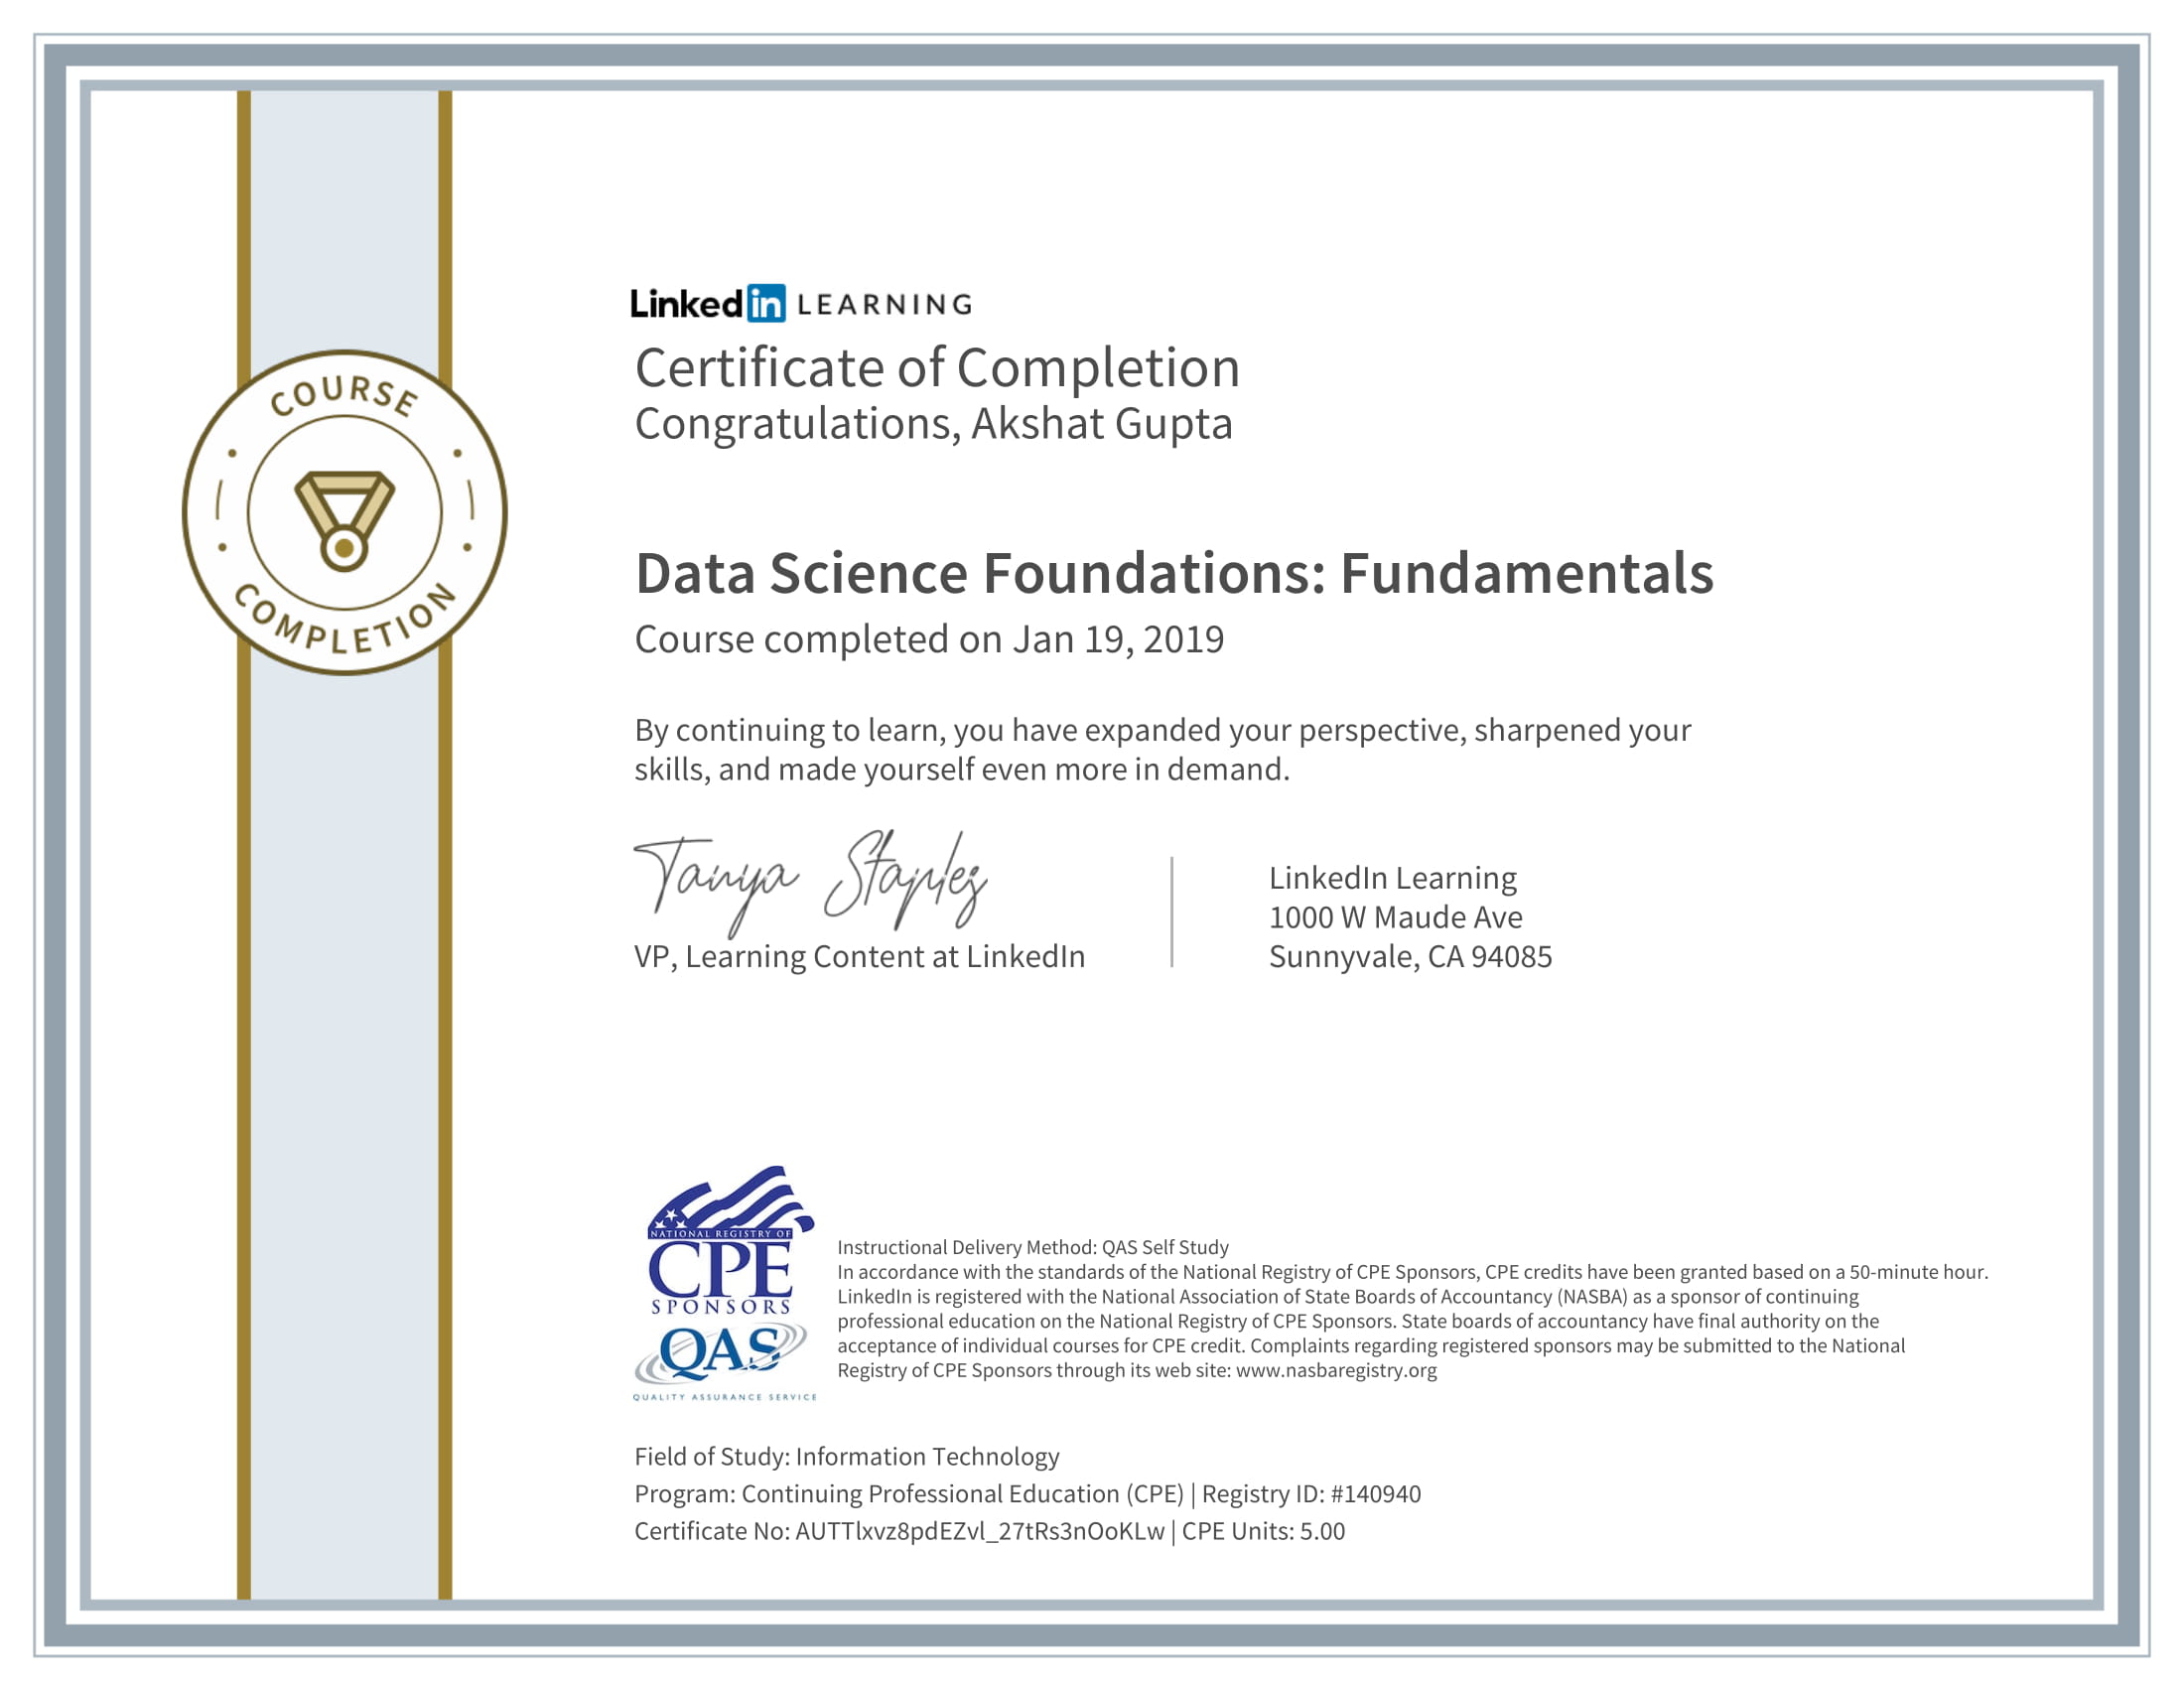 COURSE
COMPLETION
Linked in LEARNING
Certificate of Completion
Congratulations, Akshat Gupta
Data Science Foundations: Fundamentals
Course completed on Jan 19, 2019
By continuing to learn, you have expanded your perspective, sharpened your
skills, and made yourself even more in demand.
Tanya Staples
VP, Learning Content at LinkedIn
LinkedIn Learning
1000 W Maude Ave
Sunnyvale, CA 94085
NATIONAL REGISTRY OF
CPE
SPONSORS
QAS
QUALITY ASSURANCE SERVICE
Instructional Delivery Method: QAS Self Study
In accordance with the standards of the National Registry of CPE Sponsors, CPE credits have been granted based on a 50-minute hour.
LinkedIn is registered with the National Association of State Boards of Accountancy (NASBA) as a sponsor of continuing
professional education on the National Registry of CPE Sponsors. State boards of accountancy have final authority on the
acceptance of individual courses for CPE credit. Complaints regarding registered sponsors may be submitted to the National
Registry of CPE Sponsors through its web site: www.nasbaregistry.org
Field of Study: Information Technology
Program: Continuing Professional Education (CPE) | Registry ID: #140940
Certificate No: AUTTlxvz8pdEZvl_27tRs3nOoKLw | CPE Units: 5.00